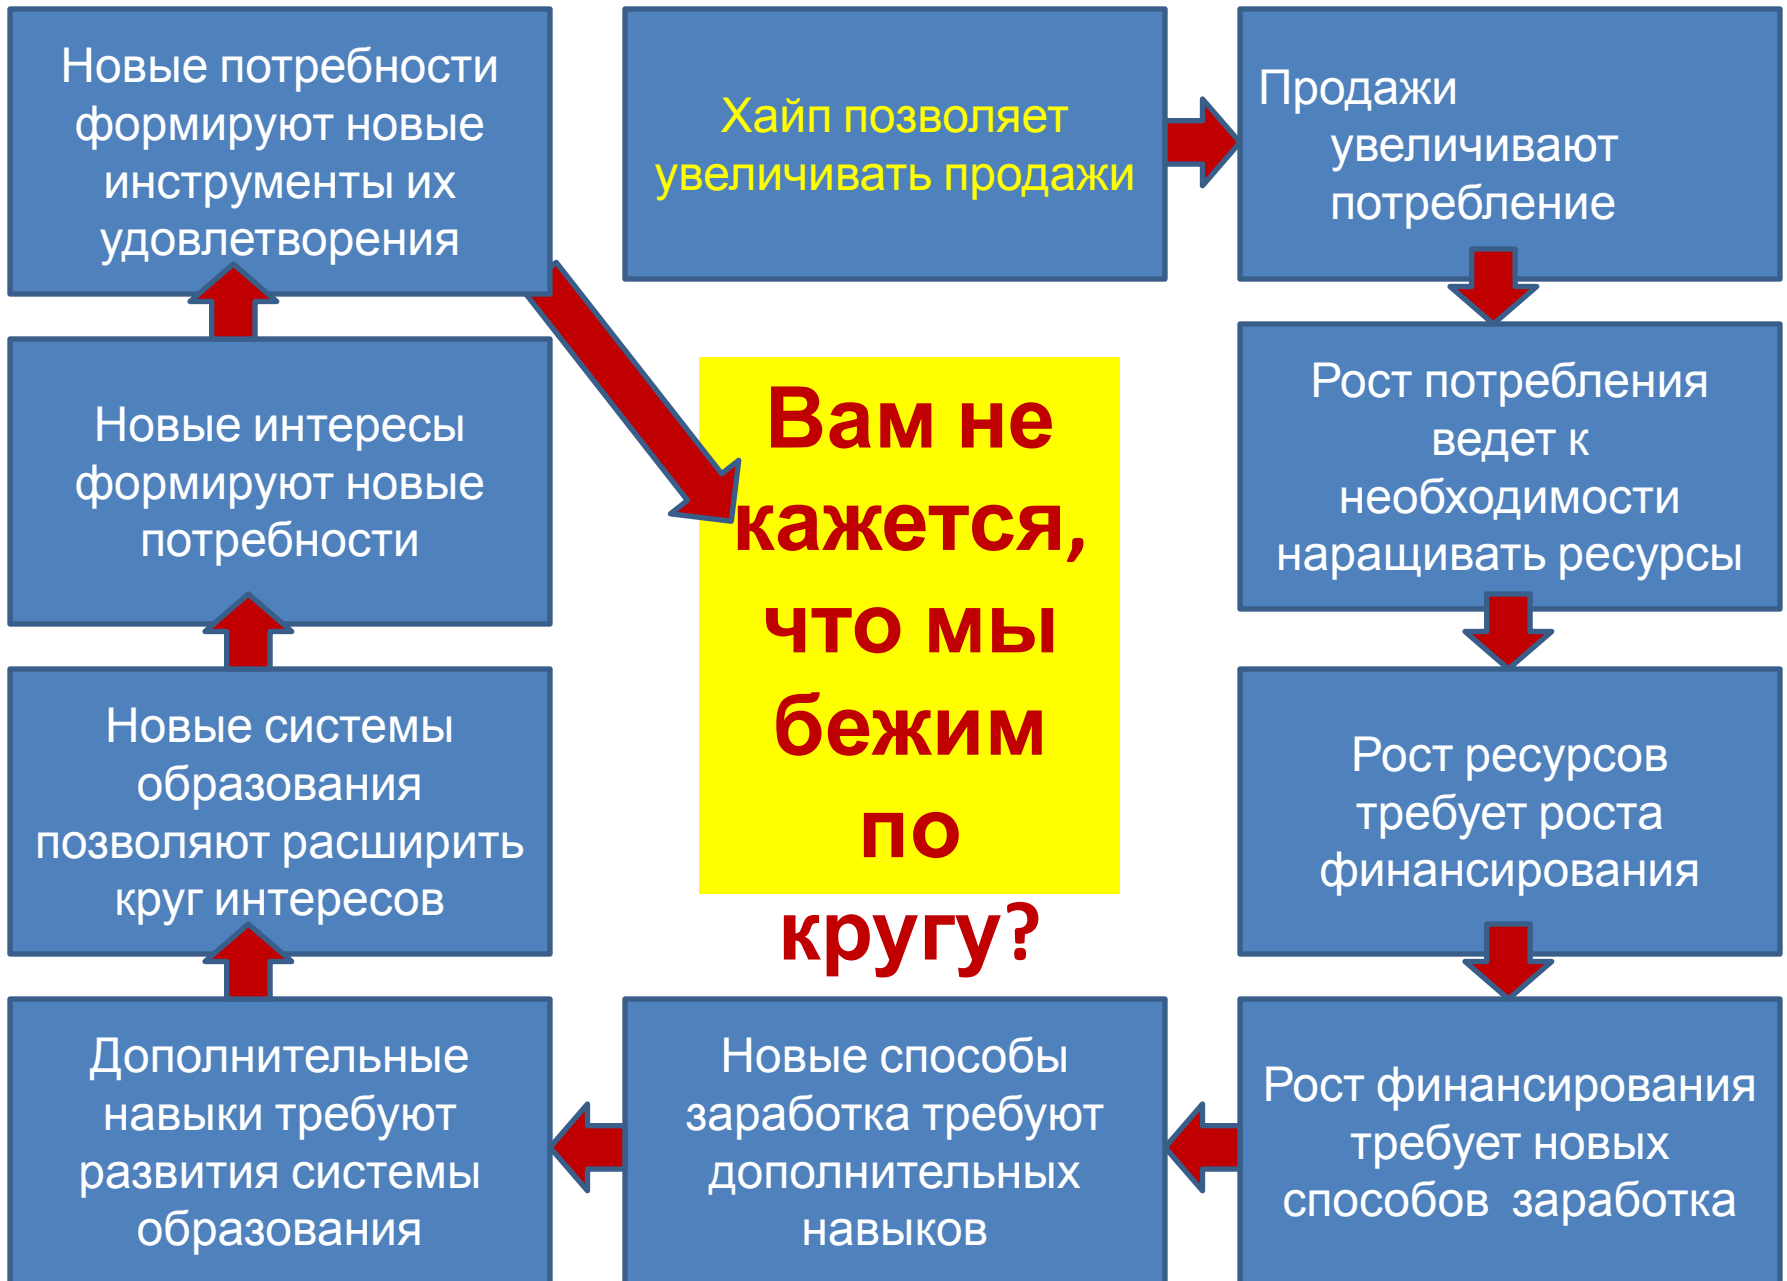 Новые потребности
формируют новые
инструменты их
удовлетворения
Хайп позволяет
увеличивать продажи
Продажи
увеличивают
потребление
Рост потребления
ведет к
необходимости
наращивать ресурсы
Рост ресурсов
требует роста
финансирования
Рост финансирования
требует новых
способов заработка
Новые способы
заработка требуют
дополнительных
навыков
Дополнительные
навыки требуют
развития системы
образования
Новые системы
образования
позволяют расширить
круг интересов
Новые интересы
формируют новые
потребности
Вам не
кажется,
что мы
бежим
по
кругу?